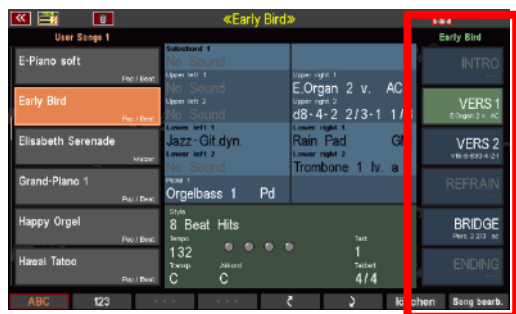 «Early Bird»
User Songs 1
Early Bird
E-Piano soft
Pop / Beat
Early Bird
Pop / Beat
Elisabeth Serenade
Walzer
Grand-Piano 1
Pop / Beat
Happy Orgel
Pop / Beat
Hawai Tatoo
Pop / Beat
Solochord 1
No Sound
Upper left 1
No Sound
Upper left 2
No Sound
Lower left 1
Jazz-Git.dyn.
Lower left 2
No Sound
Pedal 1
Orgelbass 1 Pd
Upper right 1
E.Organ 2 v. AC
Upper right 2
d8-4-2 2/3-1 1/
Lower right 1
Rain Pad
Lower right 2
Trombone 1 lv. a
Style
8 Beat Hits
Tempo
132
Takt
1
Transp.
C
Akkord
C
Taktart
4/4
INTRO
VERS 1
E.Organ 2 v. AC
VERS 2
REFRAIN
BRIDGE
ENDING
ABC
123
löschen
Song bearb.